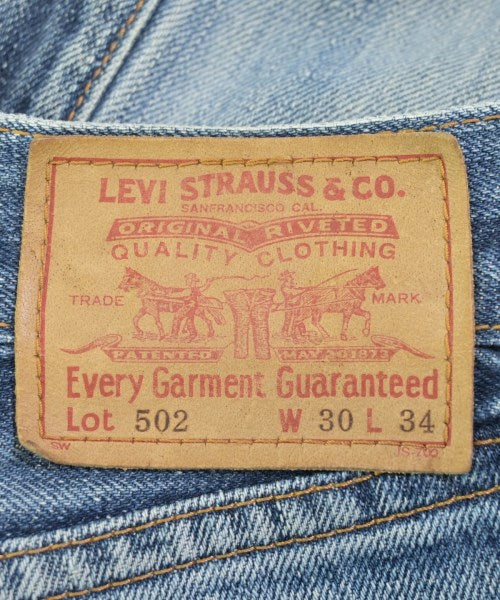 LEVI STRAUSS & CO.
SANFRANCISCO CAL.
ORIGINAL RIVETED
QUALITY CLOTHING
TRADE MARK
PATENTED MAY 20 1873
Every Garment Guaranteed
Lot 502 W 30 L 34
SW